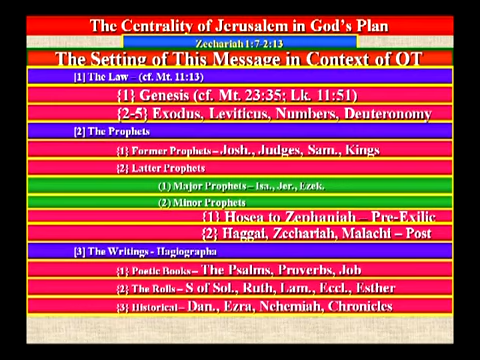 The Centrality of Jerusalem in God's Plan
Zechariah 1:7-2:13
The Setting of This Message in Context of OT
[1] The Law – (cf. Mt. 11:13)
{1} Genesis (cf. Mt. 23:35; Lk. 11:51)
{2-5} Exodus, Leviticus, Numbers, Deuteronomy
[2] The Prophets
{1} Former Prophets – Josh., Judges, Sam., Kings
{2} Latter Prophets
(1) Major Prophets – Isa., Jer., Ezek.
(2) Minor Prophets
{1} Hosea to Zephaniah – Pre-Exilic
{2} Haggai, Zechariah, Malachi – Post
[3] The Writings - Hagiographa
{1} Poetic Books – The Psalms, Proverbs, Job
{2} The Rolls – S of Sol., Ruth, Lam., Eccl., Esther
{3} Historical – Dan., Ezra, Nehemiah, Chronicles